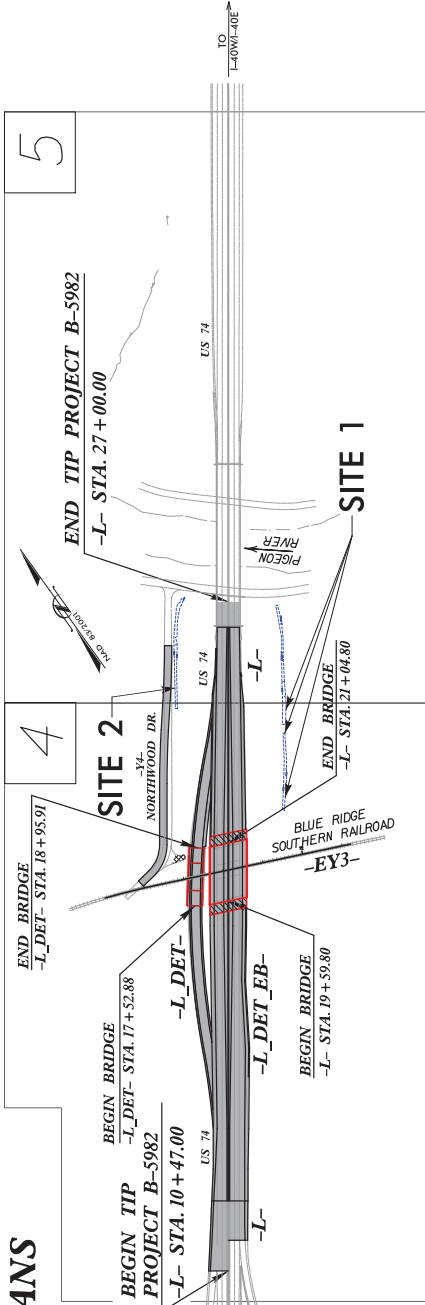 ANS
4
5
NAD 83/2001
END BRIDGE
-L_DET- STA. 18+95.91
SITE 2
-Y4-
NORTHWOOD DR.
END TIP PROJECT B-5982
-L- STA. 27+00.00
BEGIN BRIDGE
-L_DET- STA. 17+52.88
-L_DET-
BEGIN TIP
PROJECT B-5982
-L- STA. 10+47.00
US 74
US 74
US 74
TO
I-40W/I-40E
-L-
-L-
-L_DET_EB-
PIGEON
RIVER
BEGIN BRIDGE
-L- STA. 19+59.80
END BRIDGE
-L- STA. 21+04.80
BLUE RIDGE
SOUTHERN RAILROAD
-EY3-
SITE 1